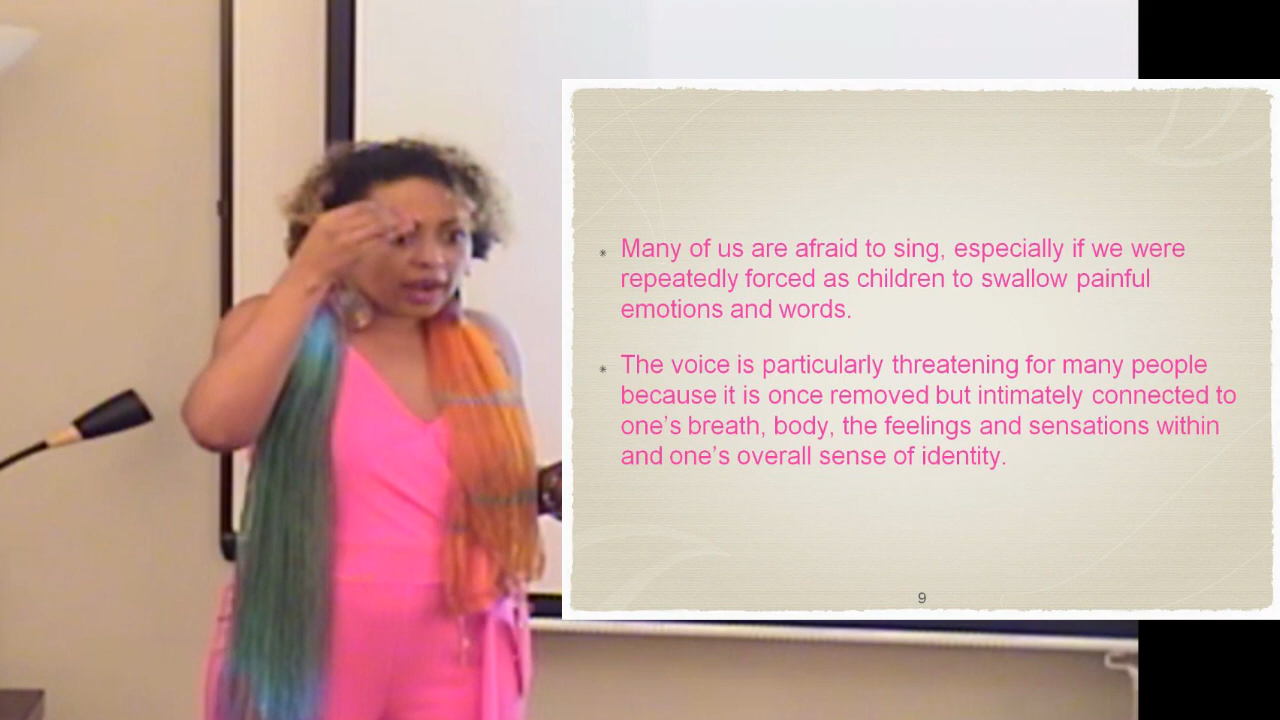 Many of us are afraid to sing, especially if we were
repeatedly forced as children to swallow painful
emotions and words.
The voice is particularly threatening for many people
because it is once removed but intimately connected to
one’s breath, body, the feelings and sensations within
and one’s overall sense of identity.
9